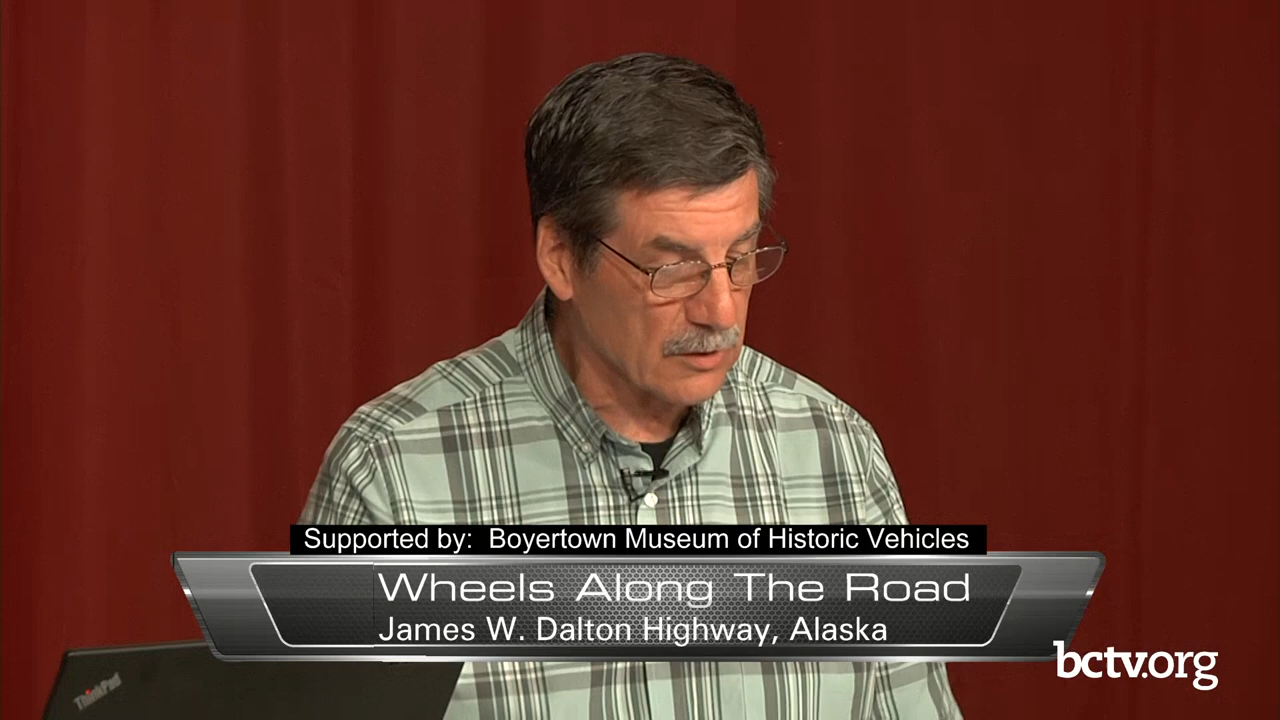 Supported by:  Boyertown Museum of Historic Vehicles
Wheels Along The Road
James W. Dalton Highway, Alaska
bctv.org
ThinkPad